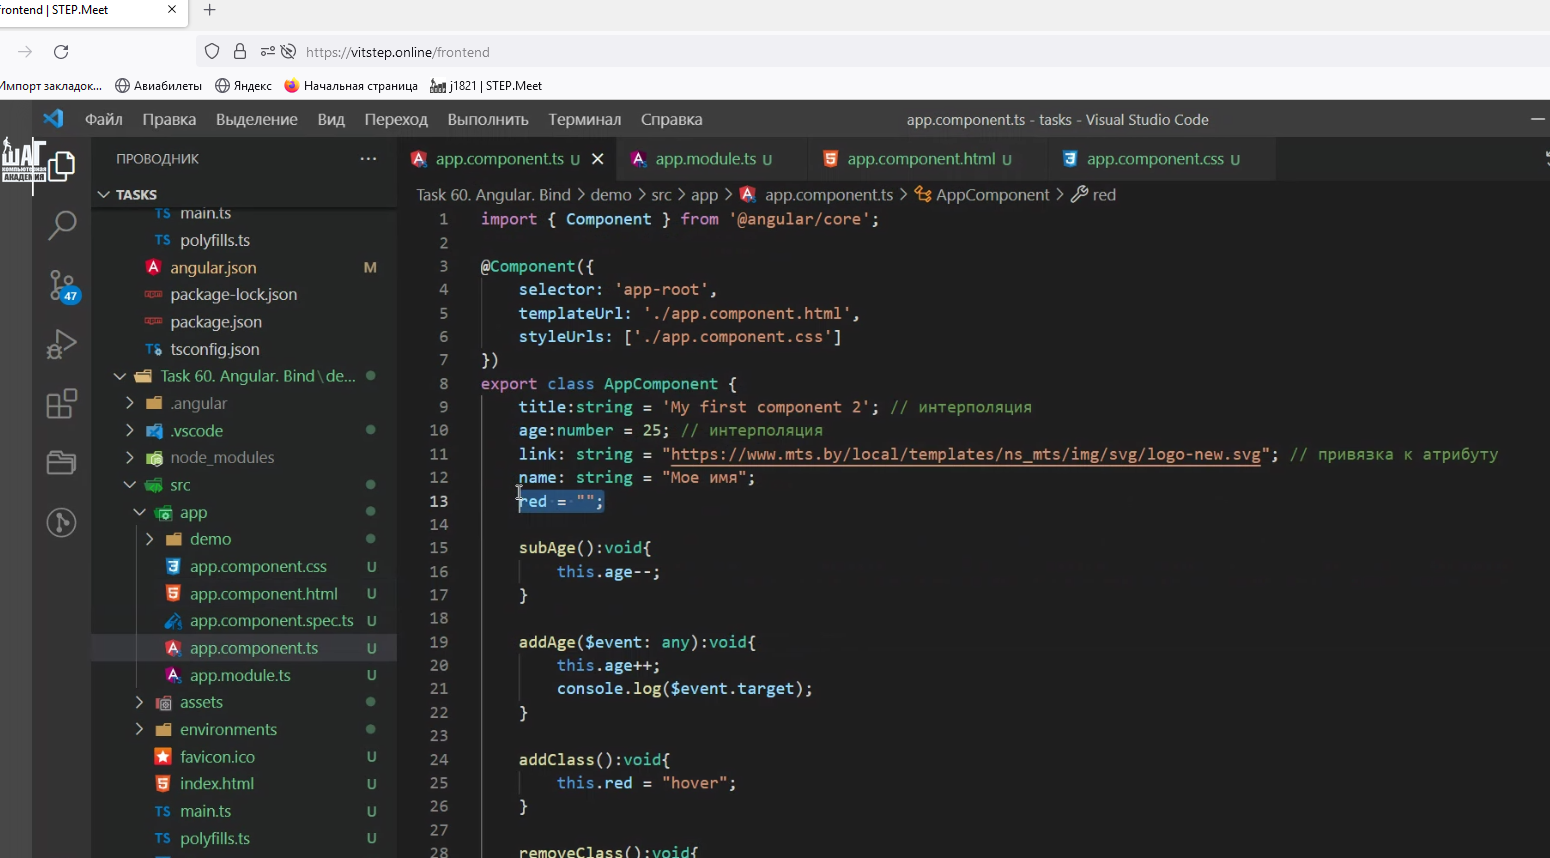 frontend | STEP.Meet
https://vitstep.online/frontend
Импорт закладок... Авиабилеты Яндекс Начальная страница j1821 | STEP.Meet
Файл Правка Выделение Вид Переход Выполнить Терминал Справка app.component.ts - tasks - Visual Studio Code
ШАГ
КОМПЬЮТЕРНАЯ
АКАДЕМИЯ
47
ПРОВОДНИК
TASKS
TS main.ts
TS polyfills.ts
angular.json M
package-lock.json
package.json
tsconfig.json
Task 60. Angular. Bind\de...
.angular
.vscode
node_modules
src
app
demo
app.component.css U
app.component.html U
app.component.spec.ts U
app.component.ts U
app.module.ts U
assets
environments
favicon.ico U
index.html U
TS main.ts U
TS polyfills.ts U
app.component.ts U app.module.ts U app.component.html U app.component.css U
Task 60. Angular. Bind > demo > src > app > app.component.ts > AppComponent > red
1 import { Component } from '@angular/core';
2
3 @Component({
4 selector: 'app-root',
5 templateUrl: './app.component.html',
6 styleUrls: ['./app.component.css']
7 })
8 export class AppComponent {
9 title:string = 'My first component 2'; // интерполяция
10 age:number = 25; // интерполяция
11 link: string = "https://www.mts.by/local/templates/ns_mts/img/svg/logo-new.svg"; // привязка к атрибуту
12 name: string = "Мое имя";
13 red = "";
14
15 subAge():void{
16 this.age--;
17 }
18
19 addAge($event: any):void{
20 this.age++;
21 console.log($event.target);
22 }
23
24 addClass():void{
25 this.red = "hover";
26 }
27
28 removeClass():void{